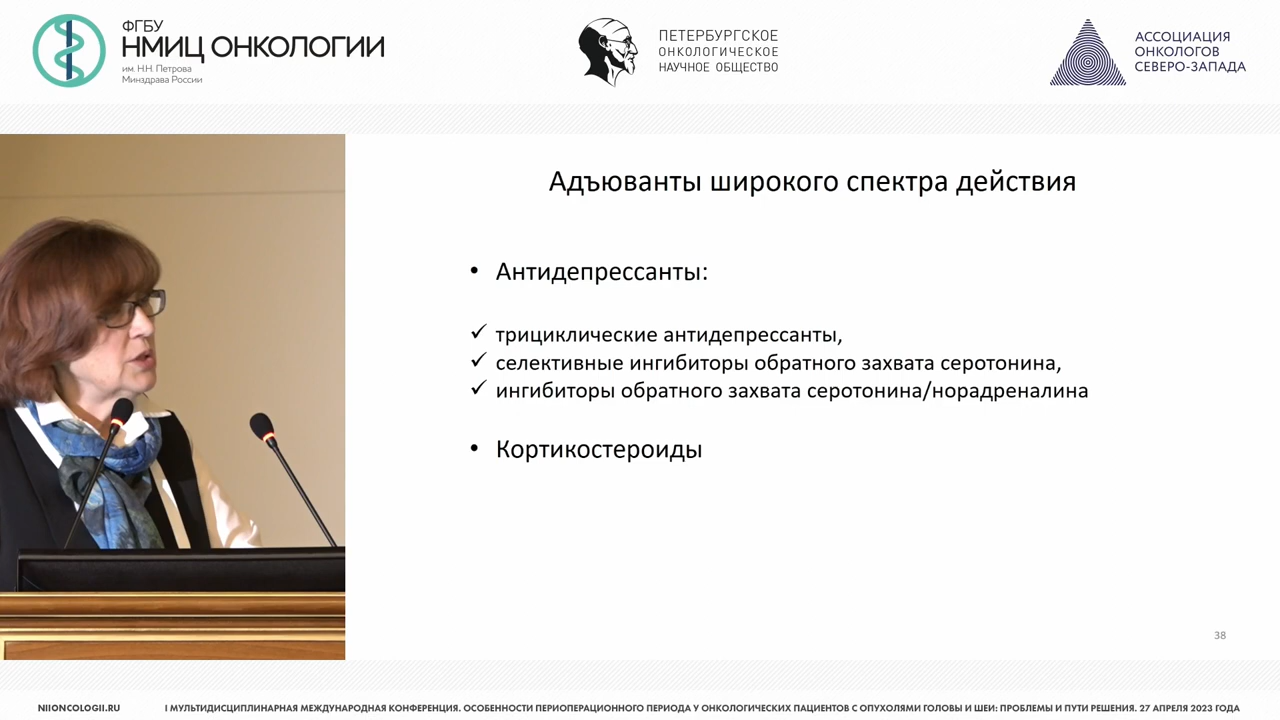 ФГБУ
НМИЦ ОНКОЛОГИИ
им. Н.Н. Петрова
Минздрава России
ПЕТЕРБУРГСКОЕ
ОНКОЛОГИЧЕСКОЕ
НАУЧНОЕ ОБЩЕСТВО
АССОЦИАЦИЯ
ОНКОЛОГОВ
СЕВЕРО-ЗАПАДА
Адъюванты широкого спектра действия
• Антидепрессанты:
✓ трициклические антидепрессанты,
✓ селективные ингибиторы обратного захвата серотонина,
✓ ингибиторы обратного захвата серотонина/норадреналина
• Кортикостероиды
38
NIIONCOLOGII.RU
I МУЛЬТИДИСЦИПЛИНАРНАЯ МЕЖДУНАРОДНАЯ КОНФЕРЕНЦИЯ. ОСОБЕННОСТИ ПЕРИОПЕРАЦИОННОГО ПЕРИОДА У ОНКОЛОГИЧЕСКИХ ПАЦИЕНТОВ С ОПУХОЛЯМИ ГОЛОВЫ И ШЕИ: ПРОБЛЕМЫ И ПУТИ РЕШЕНИЯ. 27 АПРЕЛЯ 2023 ГОДА